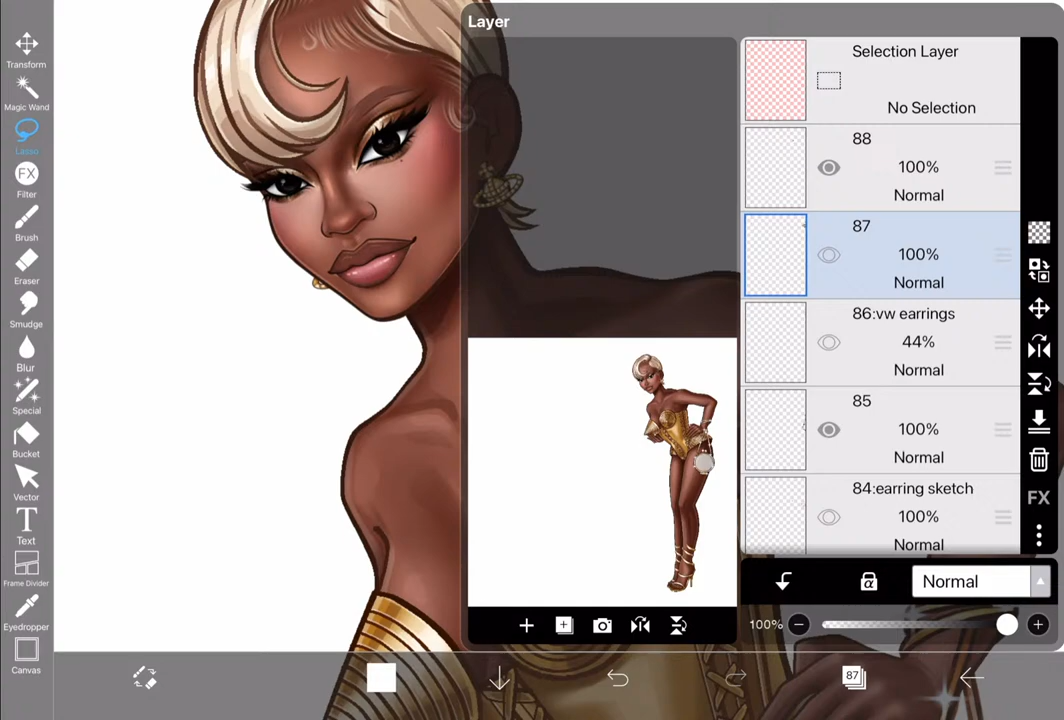 Layer
Transform
Magic Wand
Lasso
FX
Filter
Brush
Eraser
Smudge
Blur
Special
Bucket
Vector
T
Text
Frame Divider
Eyedropper
Canvas
Selection Layer
No Selection
88
100%
Normal
87
100%
Normal
86:vw earrings
44%
Normal
85
100%
Normal
84:earring sketch
100%
Normal
FX
α
Normal
100%
87